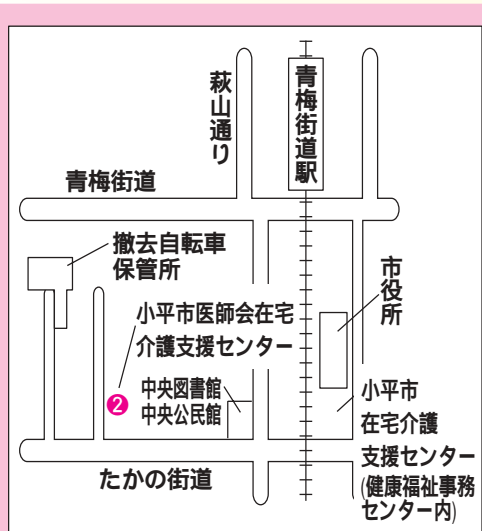 青梅街道駅
萩山通り
青梅街道
撤去自転車
保管所
市役所
小平市医師会在宅
介護支援センター
❷
中央図書館
中央公民館
小平市
在宅介護
支援センター
(健康福祉事務
センター内)
たかの街道